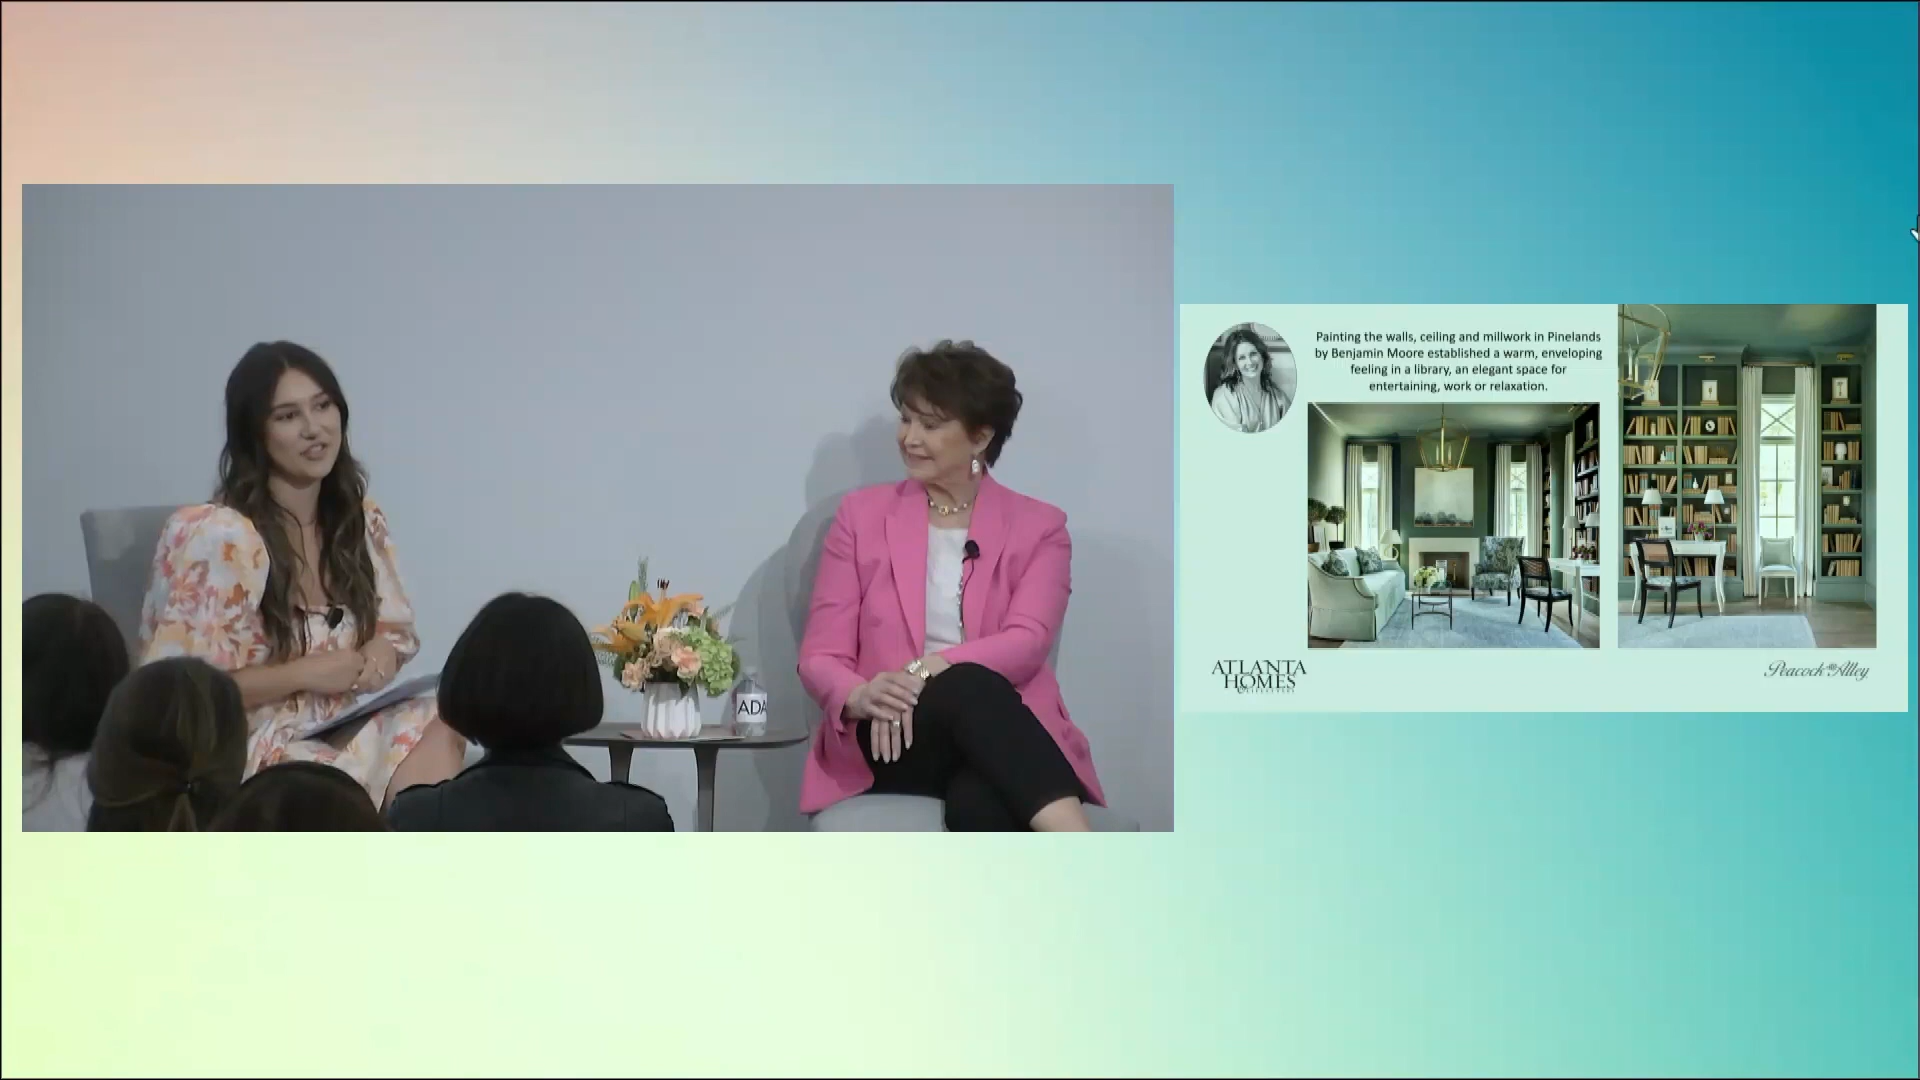 ADA
Painting the walls, ceiling and millwork in Pinelands
by Benjamin Moore established a warm, enveloping
feeling in a library, an elegant space for
entertaining, work or relaxation.
ATLANTA
HOMES
& LIFESTYLES
Peacock Alley